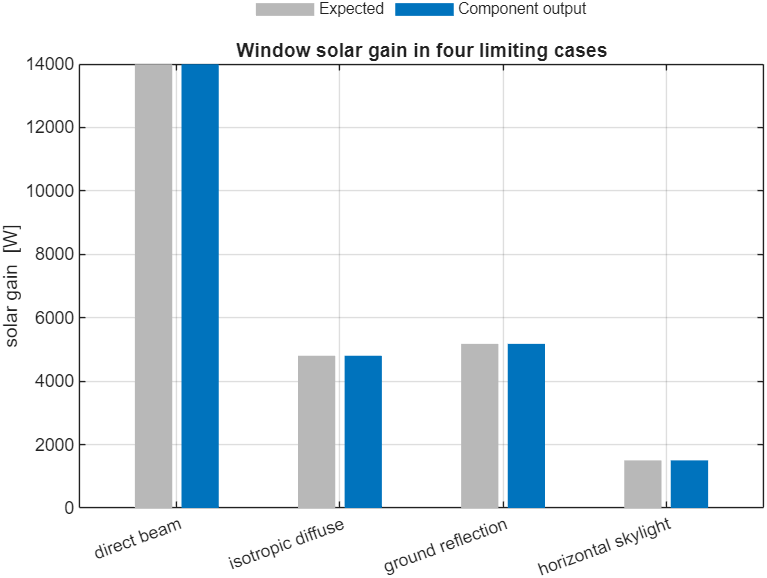 Expected Component output
Window solar gain in four limiting cases
solar gain [W]
14000
12000
10000
8000
6000
4000
2000
0
direct beam
isotropic diffuse
ground reflection
horizontal skylight